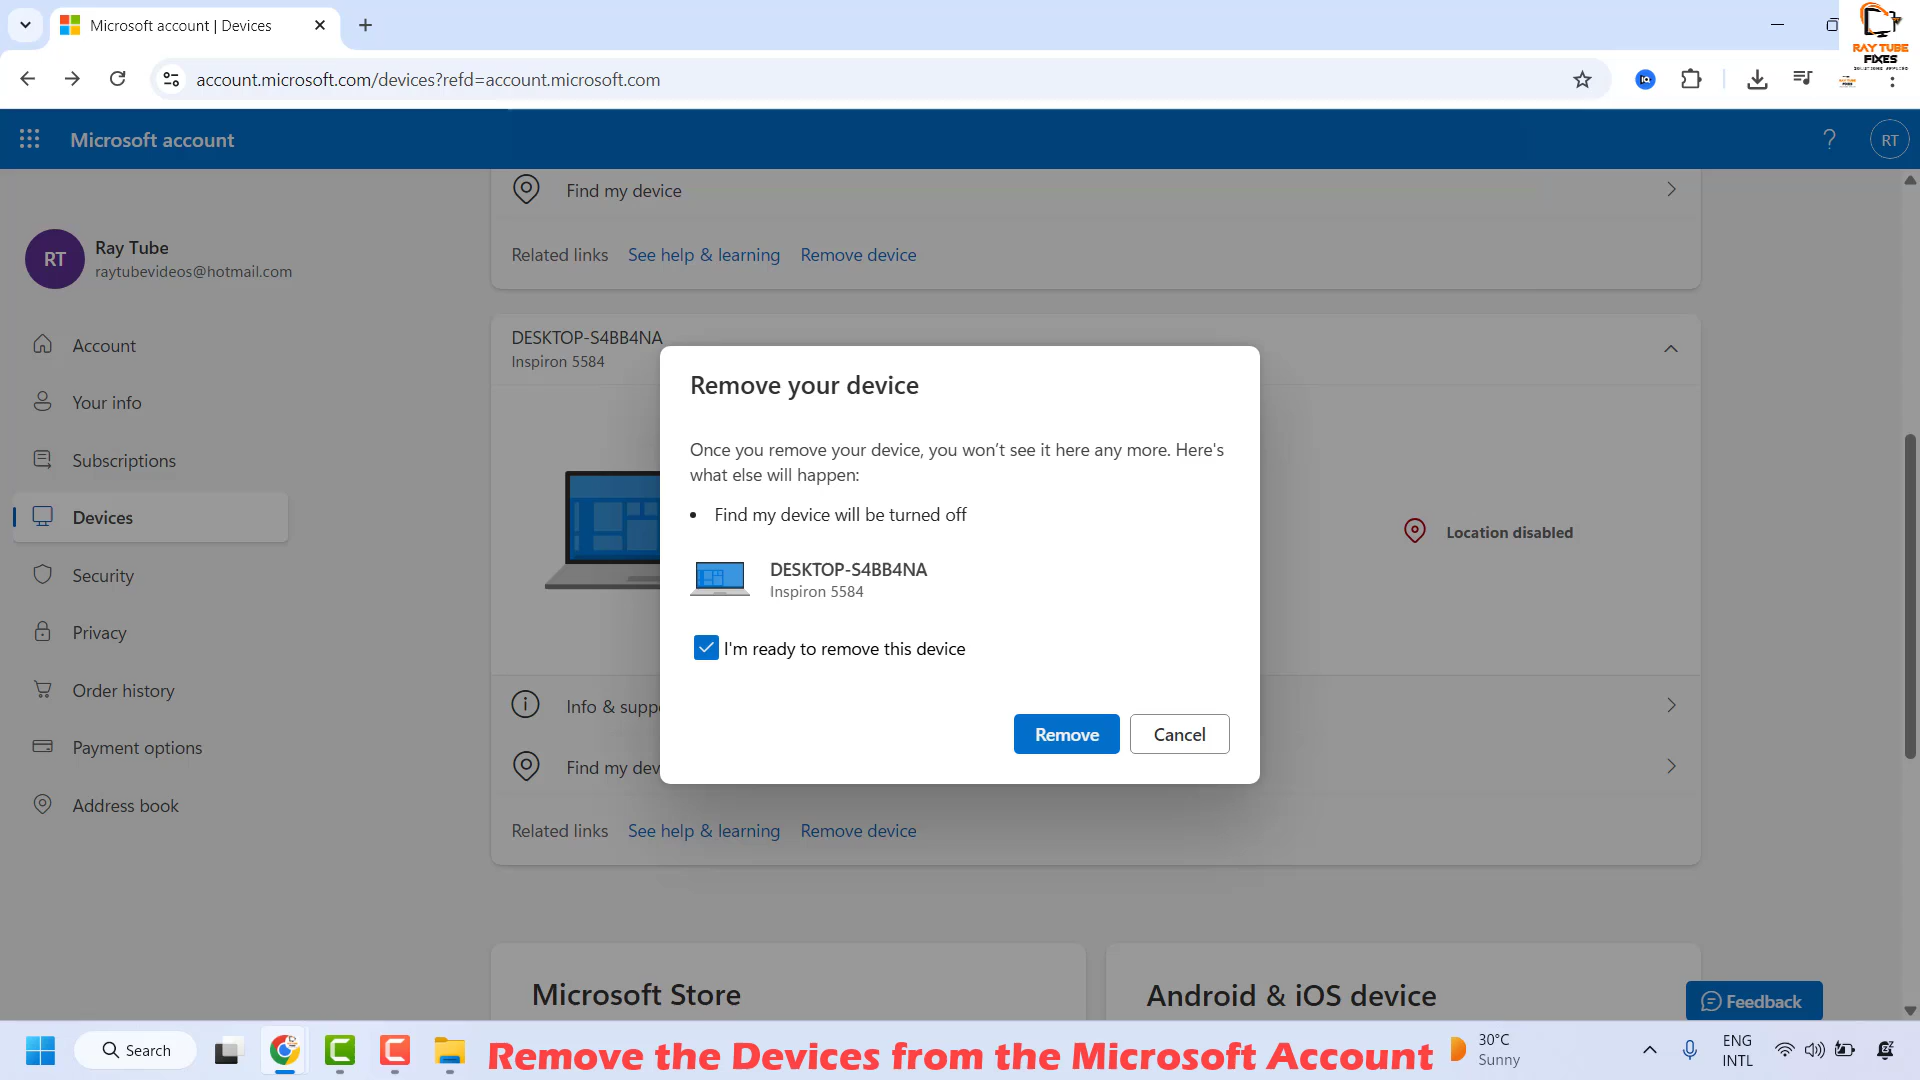 Microsoft account | Devices
RAY TUBE
FIXES
account.microsoft.com/devices?refd=account.microsoft.com
Microsoft account
?
RT
Find my device
Related links See help & learning Remove device
RT
Ray Tube
raytubevideos@hotmail.com
Account
Your info
Subscriptions
Devices
Security
Privacy
Order history
Payment options
Address book
DESKTOP-S4BB4NA
Inspiron 5584
Remove your device
Once you remove your device, you won't see it here any more. Here's
what else will happen:
• Find my device will be turned off
DESKTOP-S4BB4NA
Inspiron 5584
I'm ready to remove this device
Remove
Cancel
Location disabled
Info & supp
Find my dev
Related links See help & learning Remove device
Microsoft Store
Android & iOS device
Feedback
Search
Remove the Devices from the Microsoft Account
30°C
Sunny
ENG
INTL